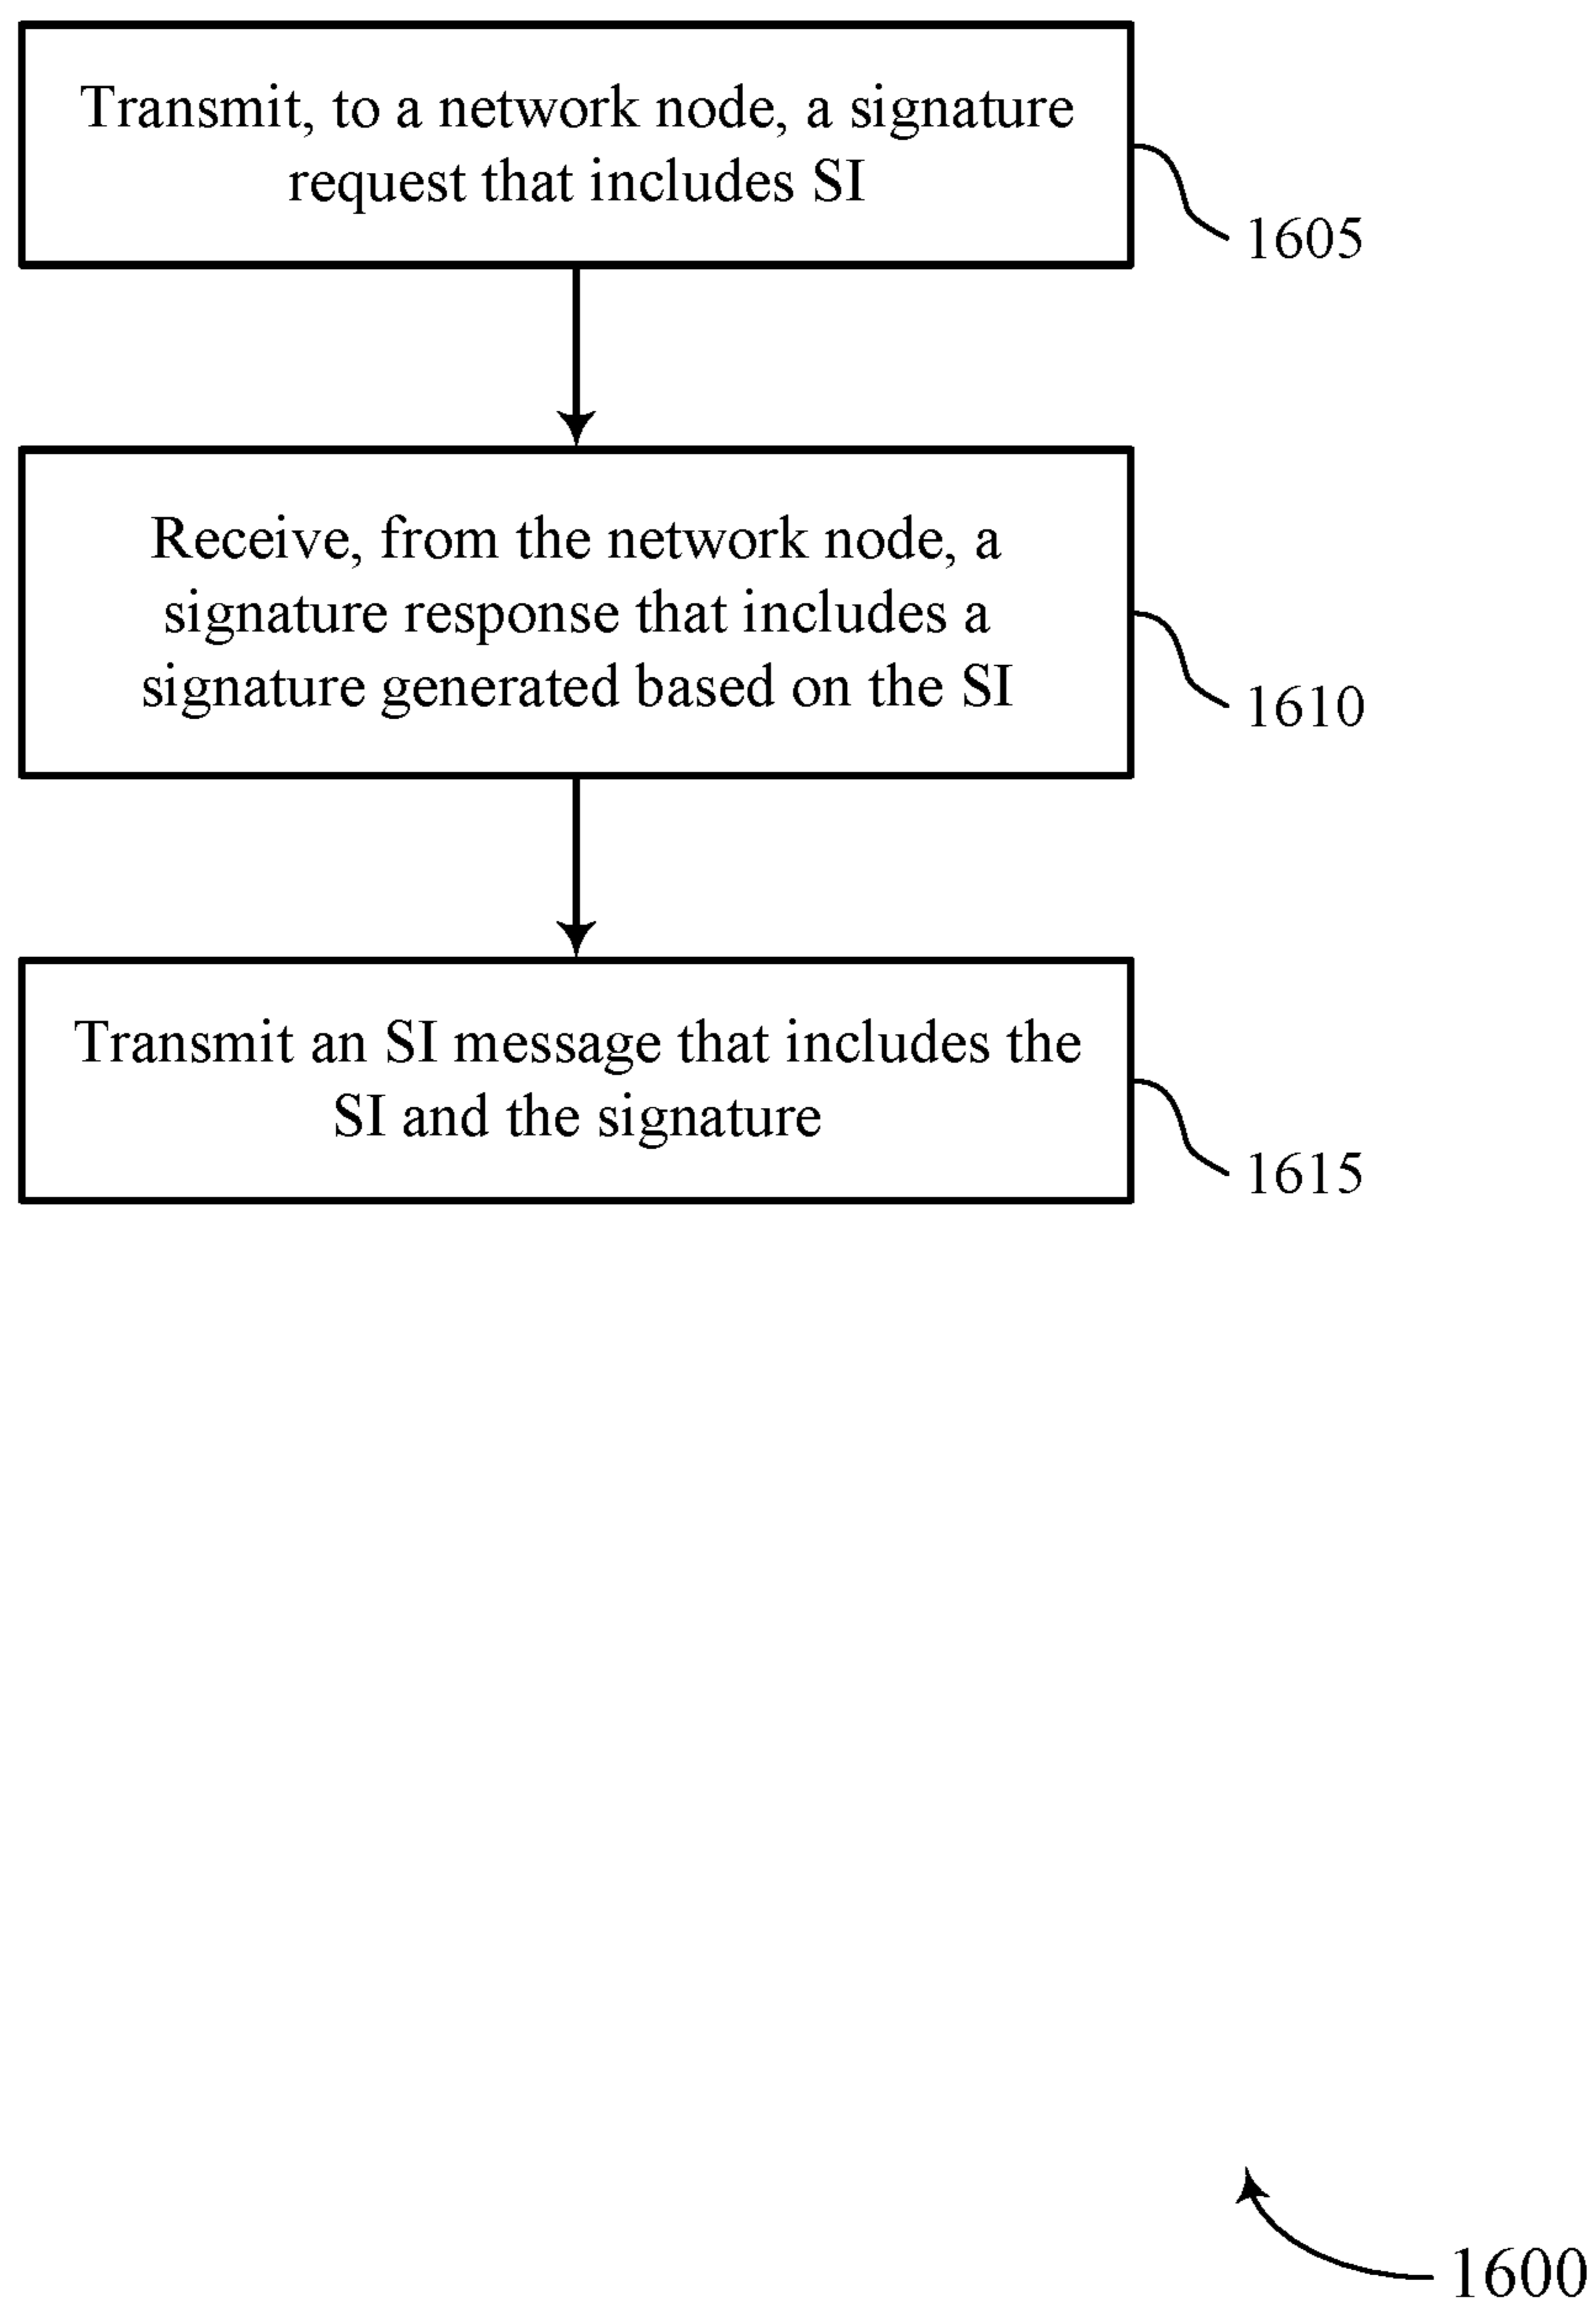 Transmit, to a network node, a signature
request that includes SI
1605
Receive, from the network node, a
signature response that includes a
signature generated based on the SI
1610
Transmit an SI message that includes the
SI and the signature
1615
1600